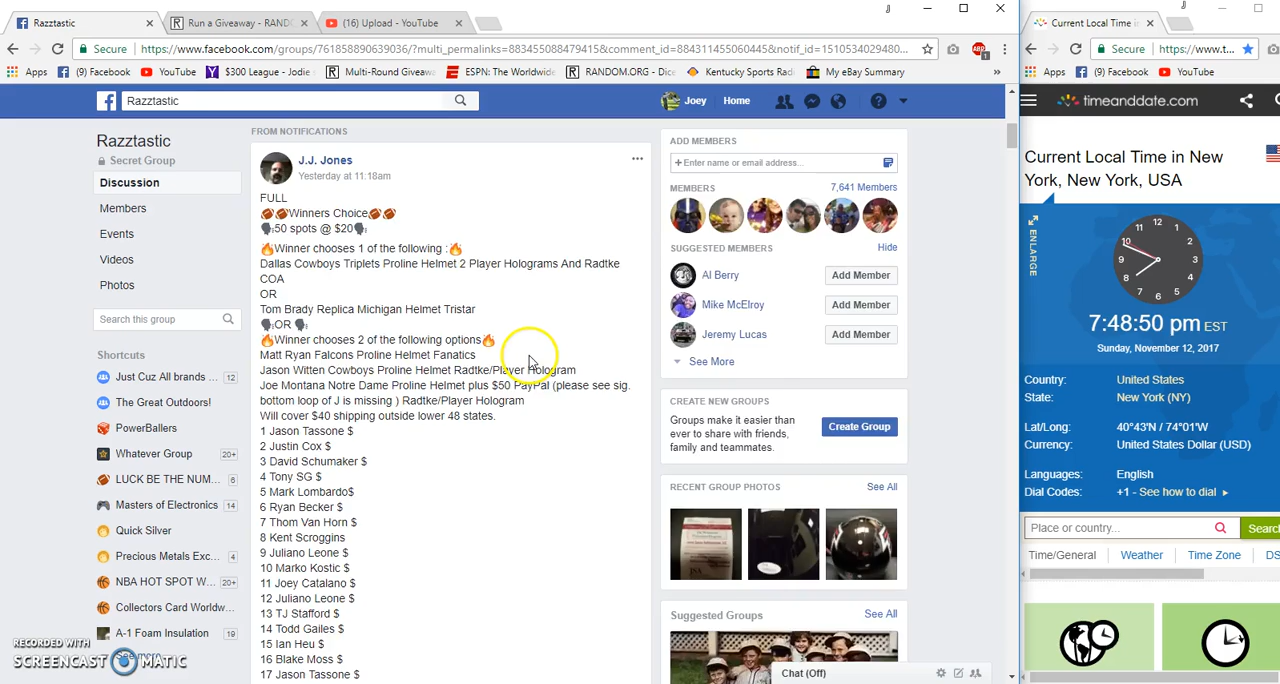 Razztastic
Run a Giveaway - RANDO
(16) Upload - YouTube
Current Local Time in
Secure
https://www.facebook.com/groups/761858890639036/?multi_permalinks=883455088479415&comment_id=884311455060445&notif_id=1510534029480...
Secure
https://www.t...
Apps
(9) Facebook
YouTube
$300 League - Jodie
Multi-Round Giveawa
ESPN: The Worldwide
RANDOM.ORG - Dice
Kentucky Sports Rad
My eBay Summary
»
Apps
(9) Facebook
YouTube
Razztastic
Joey
Home
timeanddate.com
Razztastic
Secret Group
Discussion
Members
Events
Videos
Photos
Search this group
Shortcuts
Just Cuz All brands ... 12
The Great Outdoors!
PowerBallers
Whatever Group 20+
LUCK BE THE NUM... 6
Masters of Electronics 14
Quick Silver
Precious Metals Exc... 4
NBA HOT SPOT W... 20+
Collectors Card Worldw...
A-1 Foam Insulation 19
RECORDED WITH
SCREENCAST MATIC
FROM NOTIFICATIONS
J.J. Jones
Yesterday at 11:18am
FULL
🏈🏈Winners Choice🏈🏈
🗣50 spots @ $20🗣
🔥Winner chooses 1 of the following :🔥
Dallas Cowboys Triplets Proline Helmet 2 Player Holograms And Radtke
COA
OR
Tom Brady Replica Michigan Helmet Tristar
🗣OR 🗣
🔥Winner chooses 2 of the following options🔥
Matt Ryan Falcons Proline Helmet Fanatics
Jason Witten Cowboys Proline Helmet Radtke/Player Hologram
Joe Montana Notre Dame Proline Helmet plus $50 PayPal (please see sig.
bottom loop of J is missing ) Radtke/Player Hologram
Will cover $40 shipping outside lower 48 states.
1 Jason Tassone $
2 Justin Cox $
3 David Schumaker $
4 Tony SG $
5 Mark Lombardo$
6 Ryan Becker $
7 Thom Van Horn $
8 Kent Scroggins
9 Juliano Leone $
10 Marko Kostic $
11 Joey Catalano $
12 Juliano Leone $
13 TJ Stafford $
14 Todd Gailes $
15 Ian Heu $
16 Blake Moss $
17 Jason Tassone $
ADD MEMBERS
+ Enter name or email address...
MEMBERS
7,641 Members
SUGGESTED MEMBERS
Hide
Al Berry
Add Member
Mike McElroy
Add Member
Jeremy Lucas
Add Member
See More
CREATE NEW GROUPS
Groups make it easier than
ever to share with friends,
family and teammates.
Create Group
RECENT GROUP PHOTOS
See All
Suggested Groups
See All
Chat (Off)
Current Local Time in New
York, New York, USA
ENLARGE
12 1 2 3 4 5 6 7 8 9 10 11
7:48:50 pm EST
Sunday, November 12, 2017
Country: United States
State: New York (NY)
Lat/Long: 40°43'N / 74°01'W
Currency: United States Dollar (USD)
Languages: English
Dial Codes: +1 - See how to dial
Place or country...
Search
Time/General
Weather
Time Zone
DS